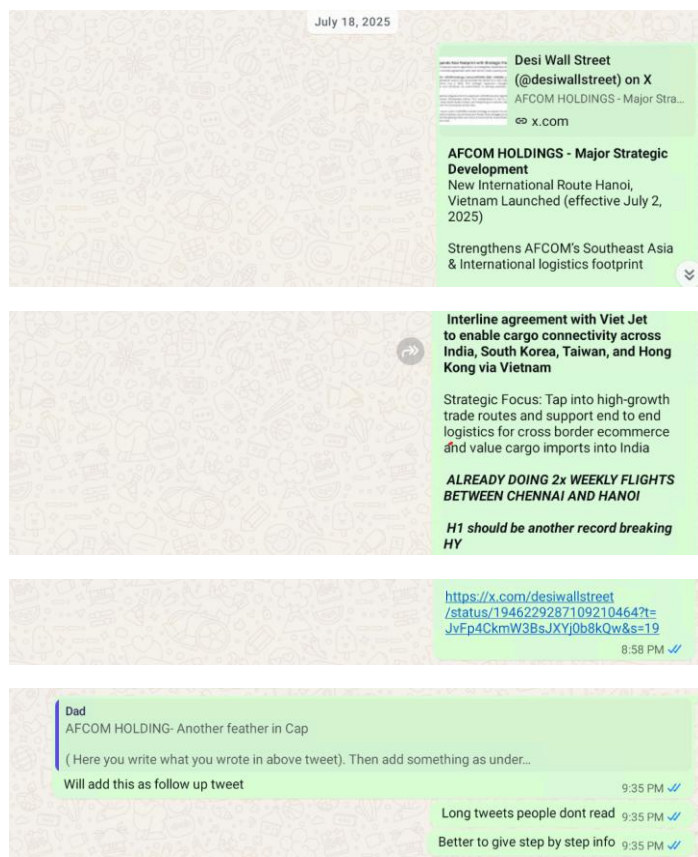 July 18, 2025
Desi Wall Street
(@desiwallstreet) on X
AFCOM HOLDINGS - Major Stra...
x.com
AFCOM HOLDINGS - Major Strategic
Development
New International Route Hanoi,
Vietnam Launched (effective July 2,
2025)
Strengthens AFCOM's Southeast Asia
& International logistics footprint
Interline agreement with Viet Jet
to enable cargo connectivity across
India, South Korea, Taiwan, and Hong
Kong via Vietnam
Strategic Focus: Tap into high-growth
trade routes and support end to end
logistics for cross border ecommerce
and value cargo imports into India
ALREADY DOING 2x WEEKLY FLIGHTS
BETWEEN CHENNAI AND HANOI
H1 should be another record breaking
HY
https://x.com/desiwallstreet
/status/1946229287109210464?t=
JvFp4CkmW3BsJXYj0b8kQw&s=19
8:58 PM
Dad
AFCOM HOLDING- Another feather in Cap
( Here you write what you wrote in above tweet). Then add something as under...
Will add this as follow up tweet
9:35 PM
Long tweets people dont read 9:35 PM
Better to give step by step info 9:35 PM